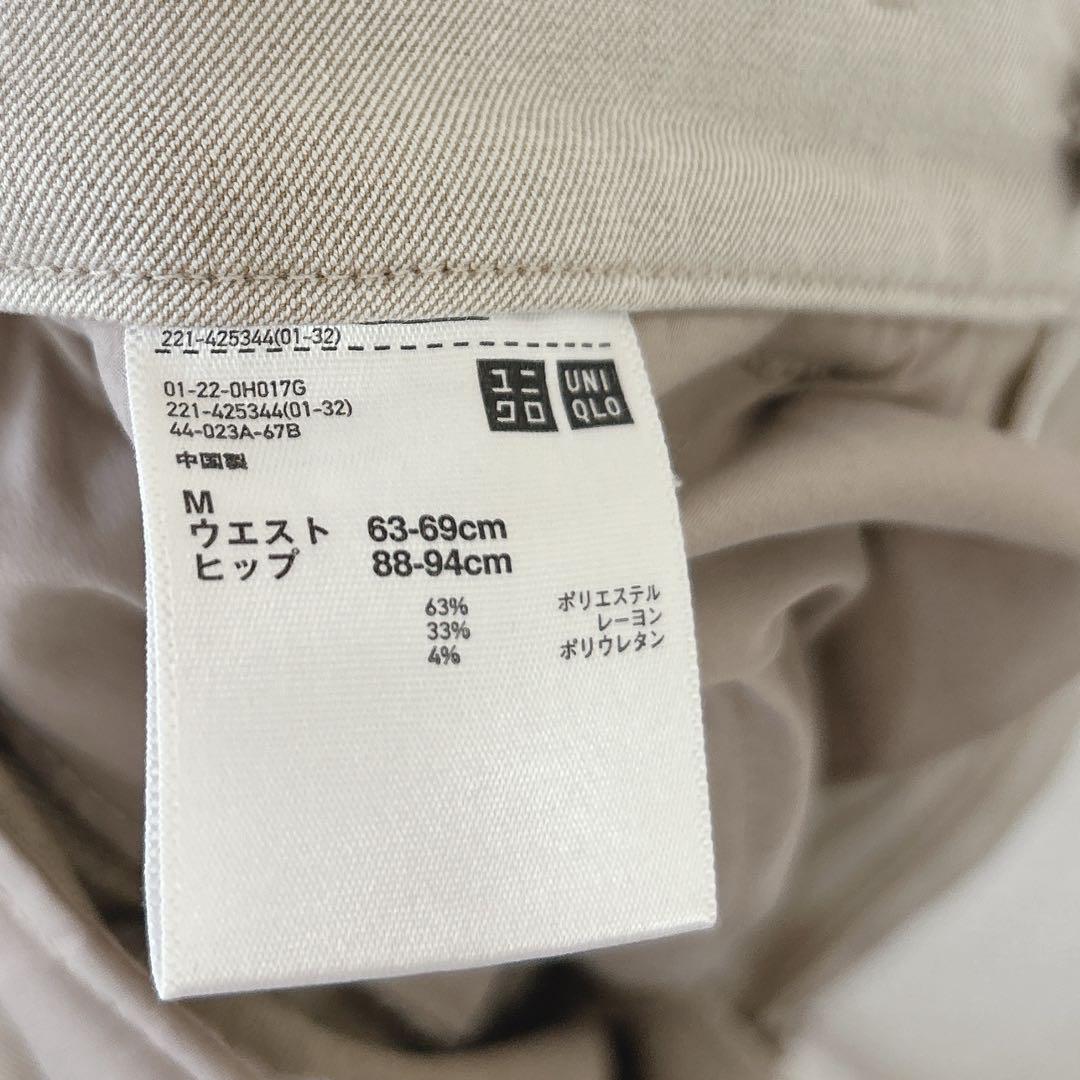 221-425344(01-32)
ユニクロ
UNIQLO
01-22-0H017G
221-425344(01-32)
44-023A-67B
中国製
M
ウエスト 63-69cm
ヒップ 88-94cm
63% ポリエステル
33% レーヨン
4% ポリウレタン